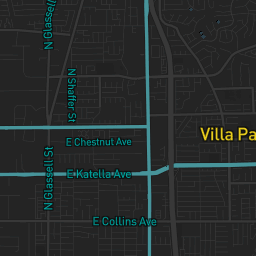 N Glassell
N Shaffer St
Villa Pa
E Chestnut Ave
N Glassell St
E Katella Ave
E Collins Ave